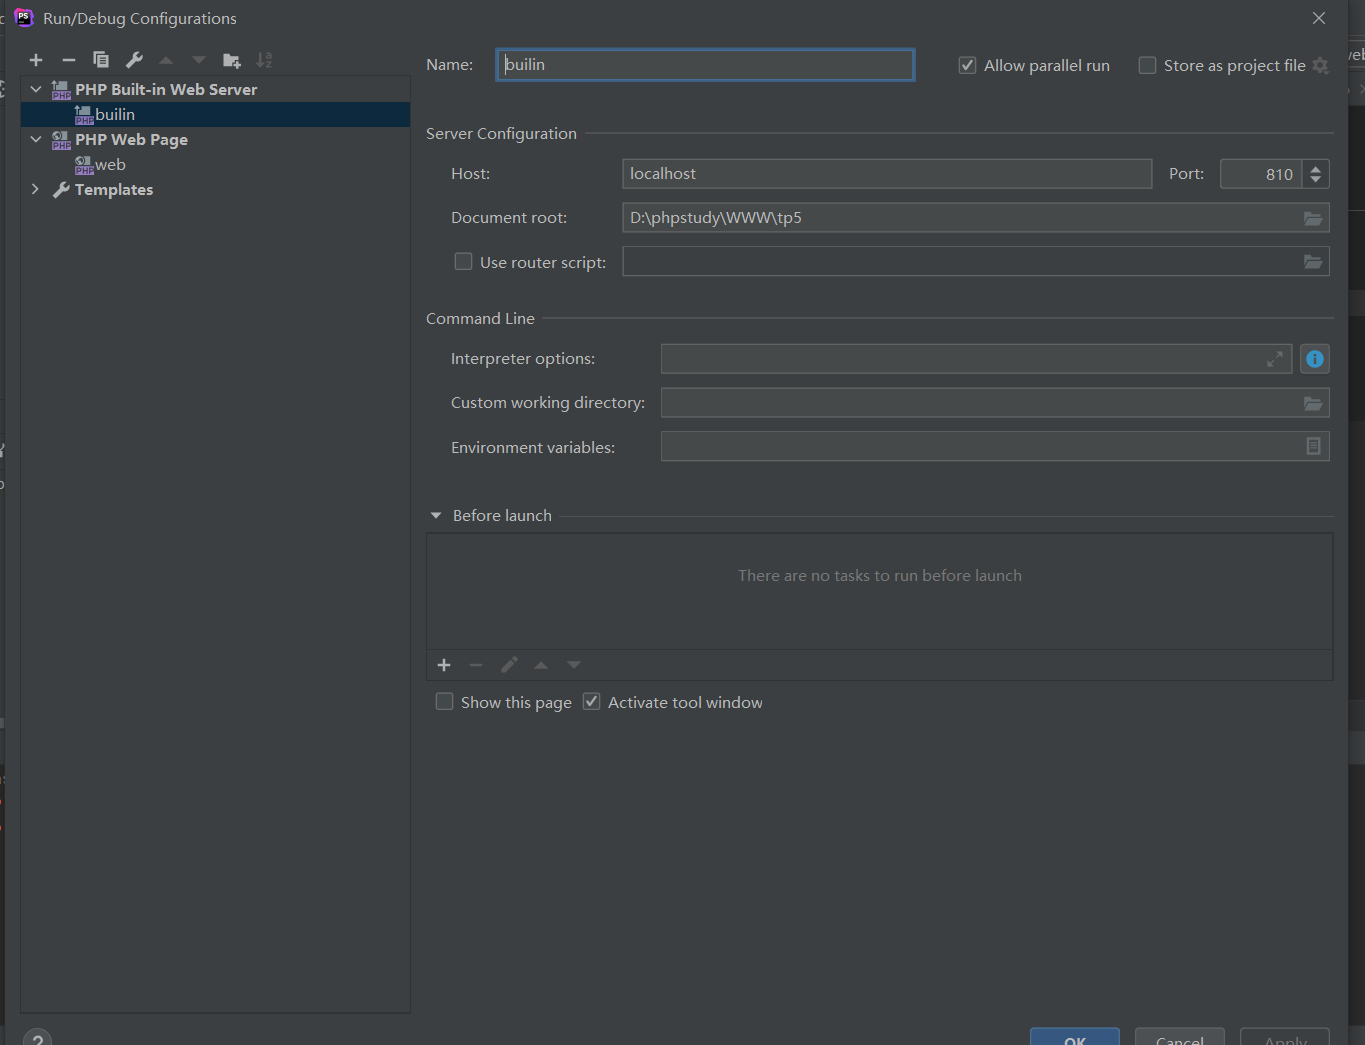 Run/Debug Configurations
PHP Built-in Web Server
builin
PHP Web Page
web
Templates
Name: builin
Allow parallel run
Store as project file
Server Configuration
Host: localhost
Port: 810
Document root: D:\phpstudy\WWW\tp5
Use router script:
Command Line
Interpreter options:
Custom working directory:
Environment variables:
Before launch
There are no tasks to run before launch
Show this page
Activate tool window
?
OK
Cancel
Apply